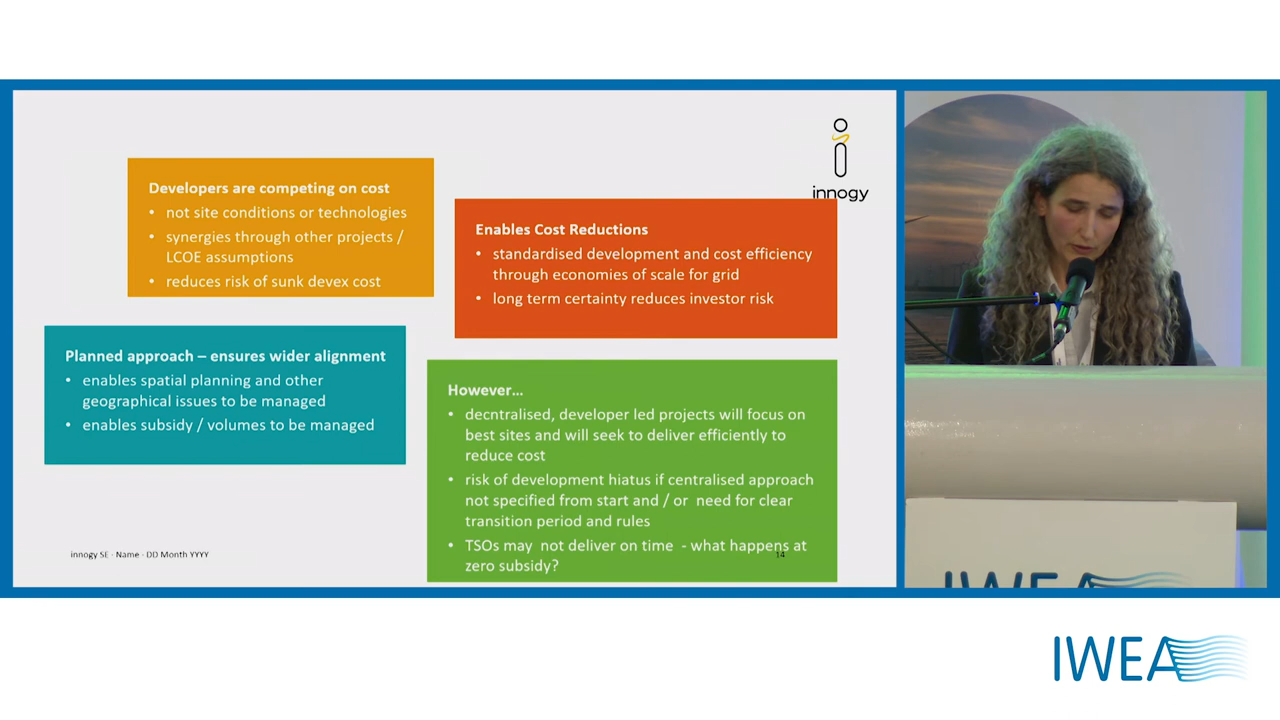 innogy
Developers are competing on cost
• not site conditions or technologies
• synergies through other projects /
LCOE assumptions
• reduces risk of sunk devex cost
Enables Cost Reductions
• standardised development and cost efficiency
through economies of scale for grid
• long term certainty reduces investor risk
Planned approach – ensures wider alignment
• enables spatial planning and other
geographical issues to be managed
• enables subsidy / volumes to be managed
However...
• decntralised, developer led projects will focus on
best sites and will seek to deliver efficiently to
reduce cost
• risk of development hiatus if centralised approach
not specified from start and / or need for clear
transition period and rules
• TSOs may not deliver on time - what happens at
zero subsidy?
innogy SE · Name · DD Month YYYY
14
IWEA
IWEA